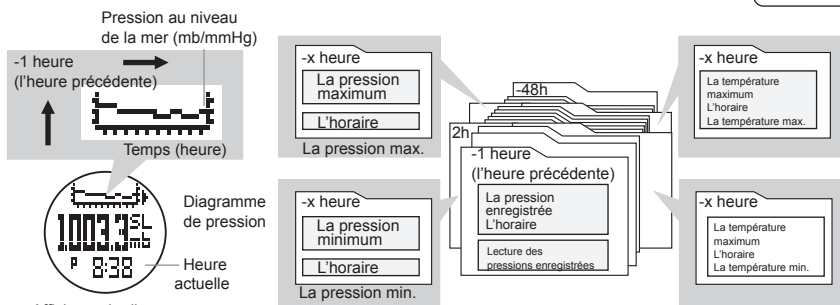 Pression au niveau
de la mer (mb/mmHg)
-1 heure
(l'heure précédente)
Temps (heure)
1003.3 SL
mb
P 8:38
Diagramme
de pression
Heure
actuelle
-x heure
La pression
maximum
L'horaire
La pression max.
-x heure
La pression
minimum
L'horaire
La pression min.
-48h
2h
-1 heure
(l'heure précédente)
La pression
enregistrée
L'horaire
Lecture des
pressions enregistrées
-x heure
La température
maximum
L'horaire
La température max.
-x heure
La température
maximum
L'horaire
La température min.